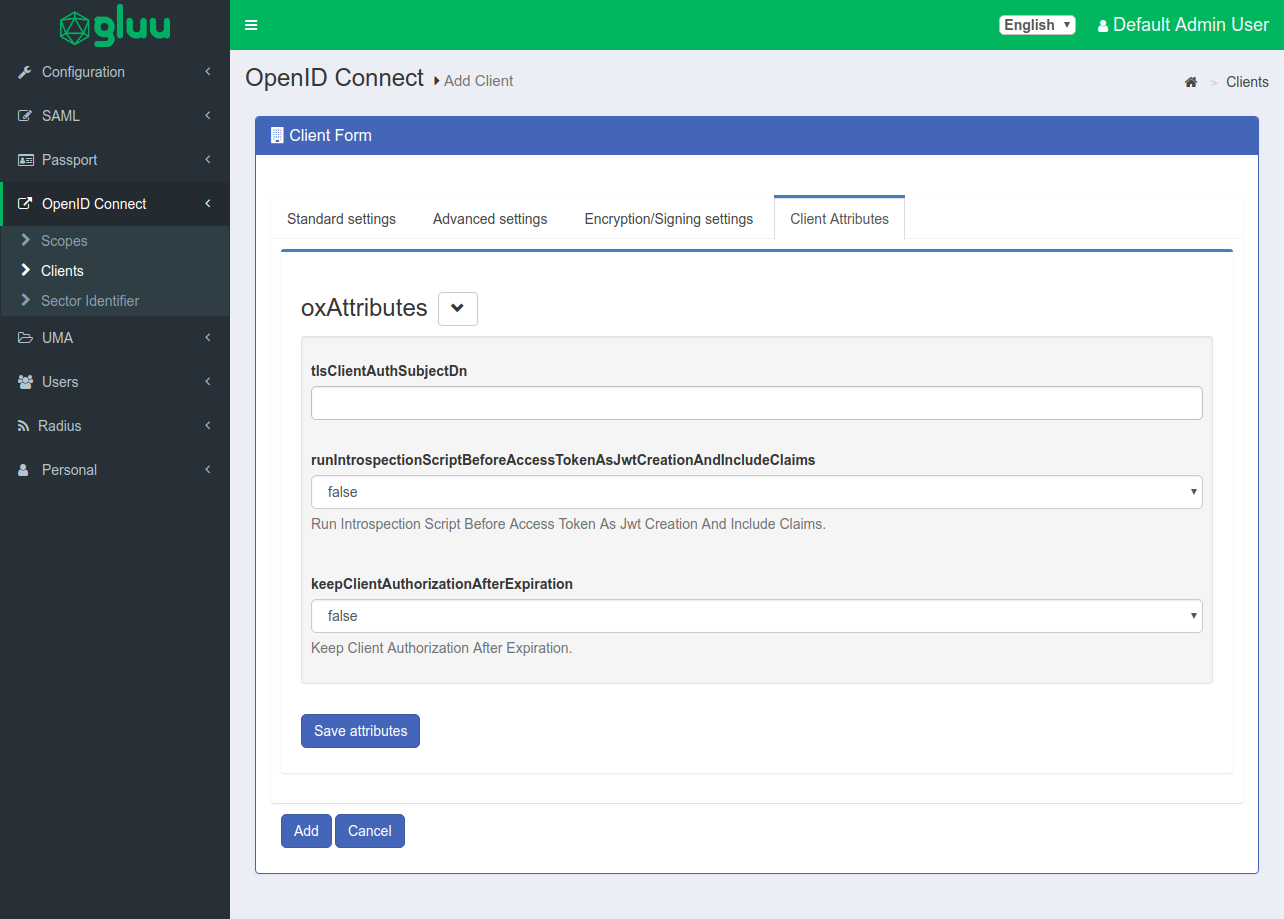 gluu
English
Default Admin User
Configuration
SAML
Passport
OpenID Connect
Scopes
Clients
Sector Identifier
UMA
Users
Radius
Personal
OpenID Connect Add Client
> Clients
Client Form
Standard settings Advanced settings Encryption/Signing settings Client Attributes
oxAttributes
tlsClientAuthSubjectDn
runIntrospectionScriptBeforeAccessTokenAsJwtCreationAndIncludeClaims
false
Run Introspection Script Before Access Token As Jwt Creation And Include Claims.
keepClientAuthorizationAfterExpiration
false
Keep Client Authorization After Expiration.
Save attributes
Add Cancel